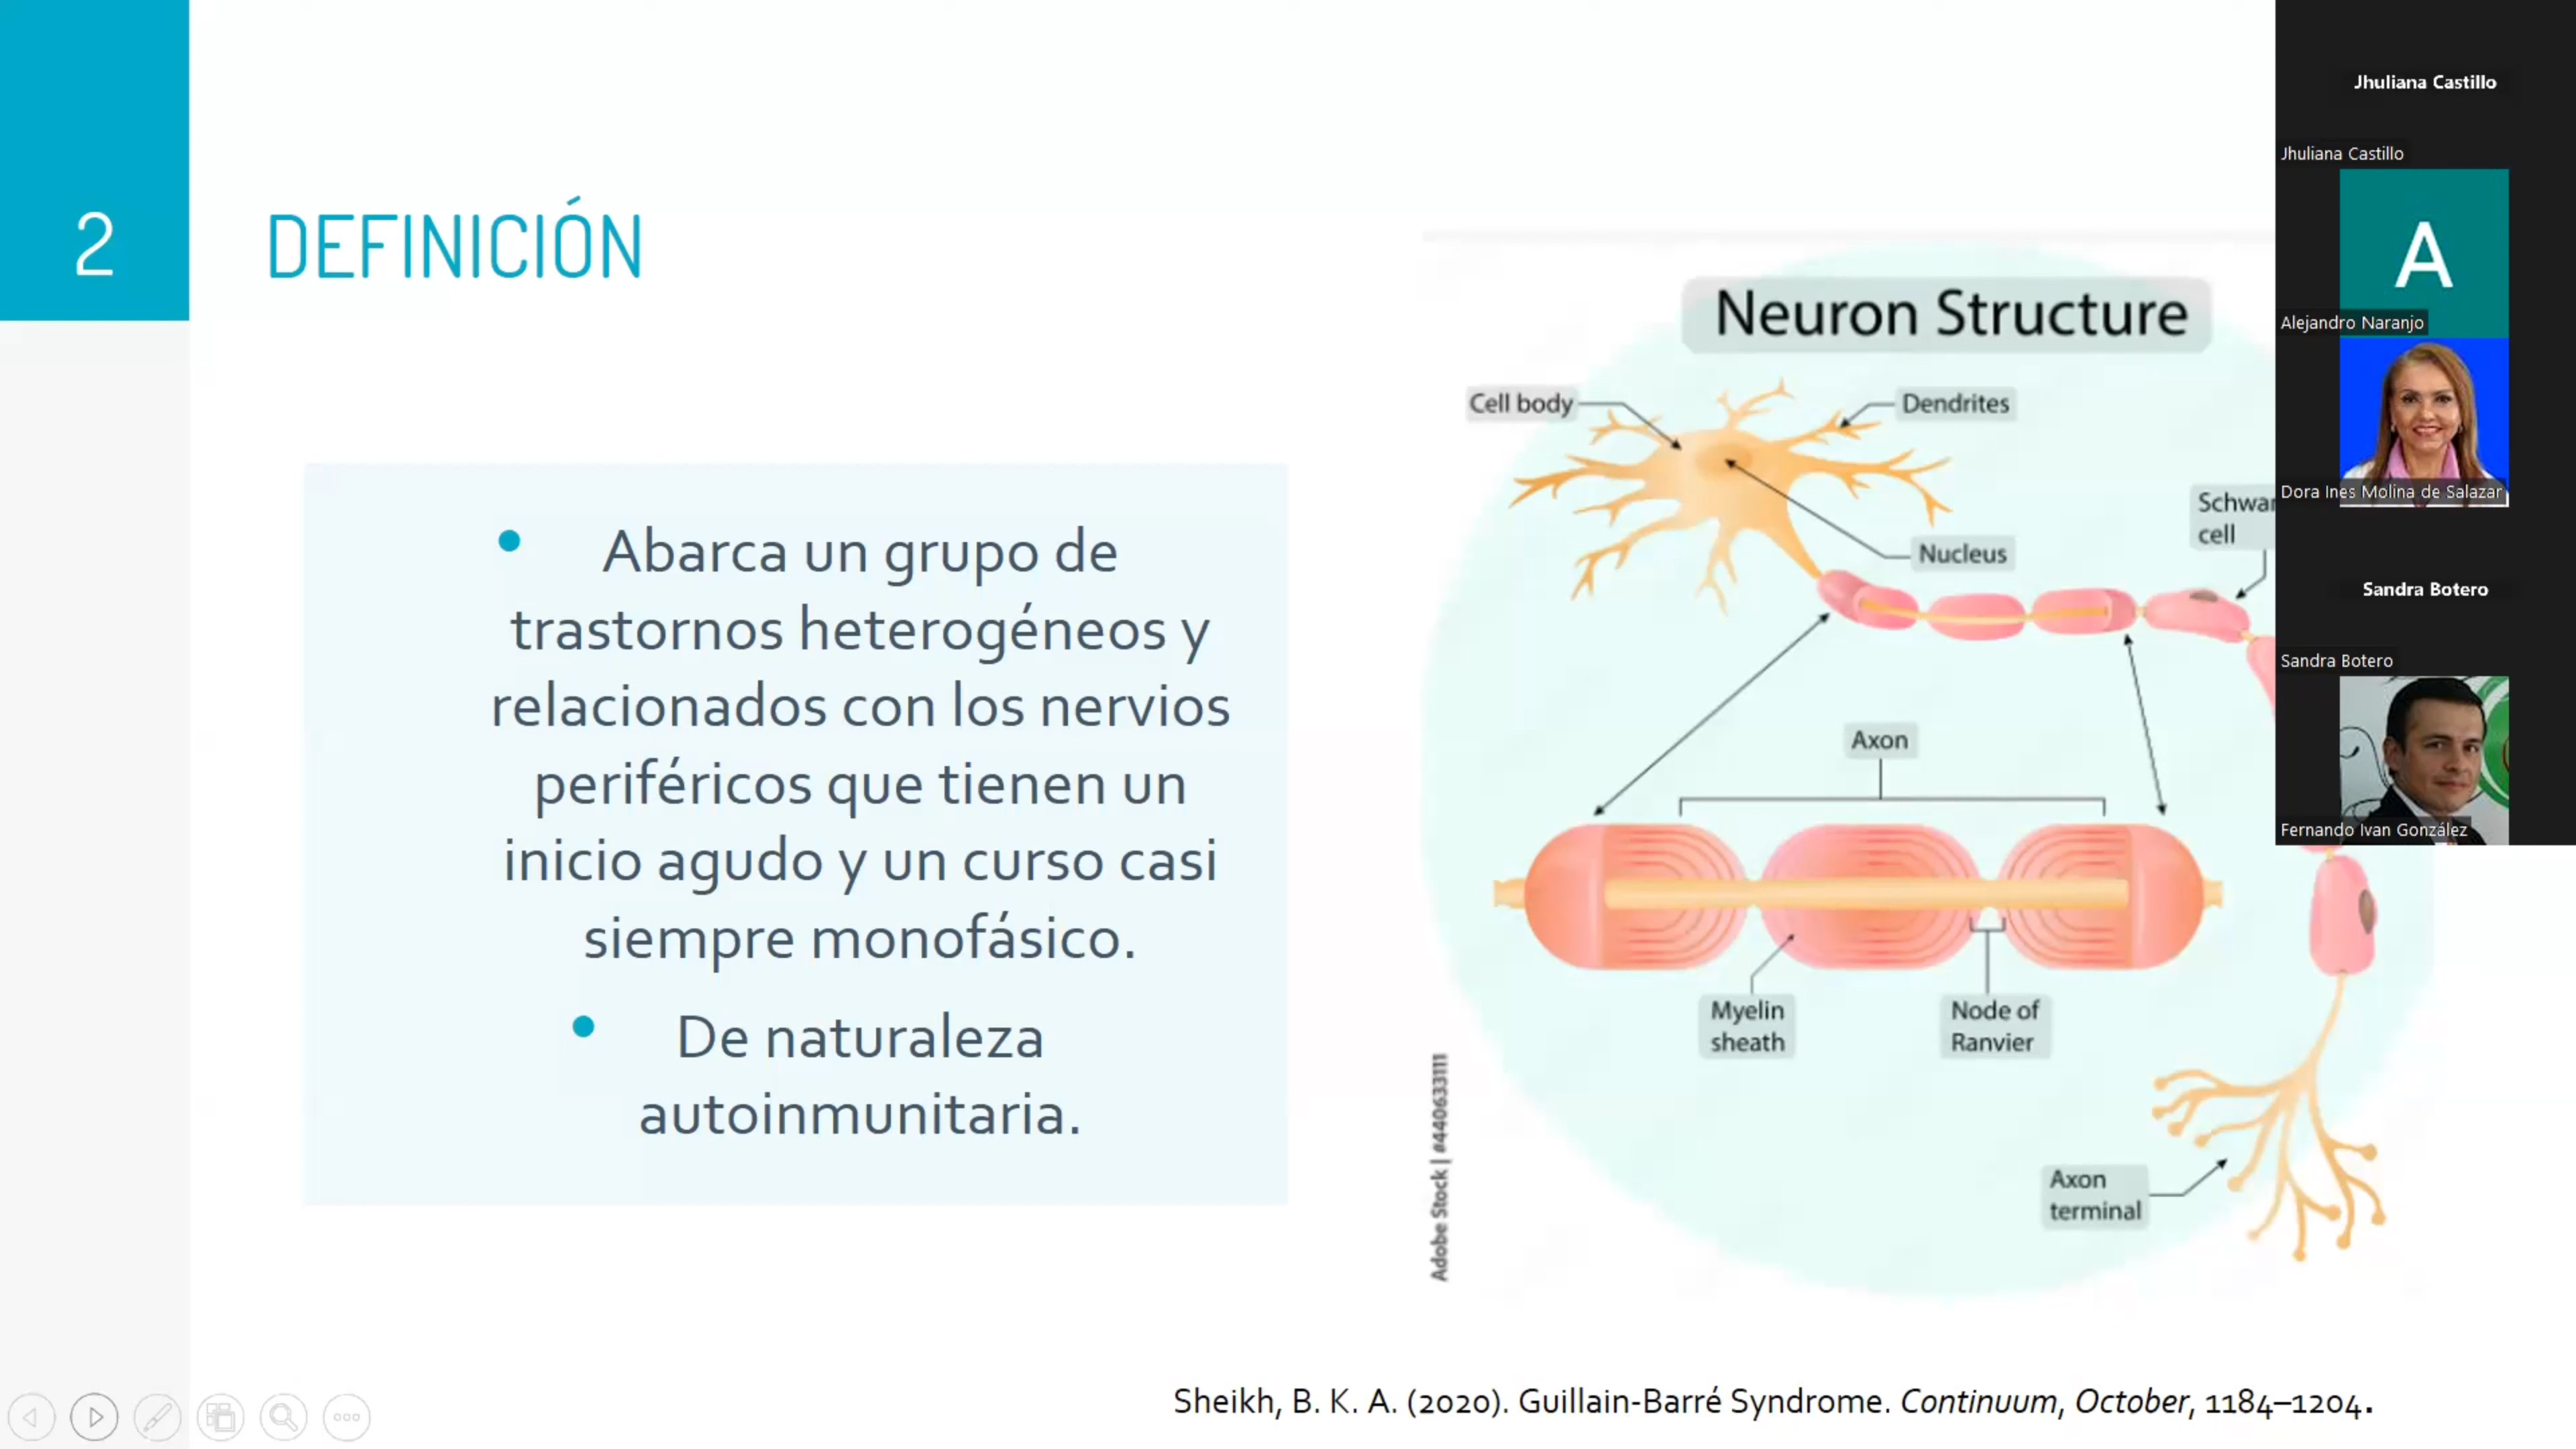 2
DEFINICIÓN
• Abarca un grupo de
trastornos heterogéneos y
relacionados con los nervios
periféricos que tienen un
inicio agudo y un curso casi
siempre monofásico.
• De naturaleza
autoinmunitaria.
Neuron Structure
Cell body
Dendrites
Nucleus
cell
Axon
Myelin
sheath
Node of
Ranvier
Axon
terminal
Adobe Stock | #440633111
Sheikh, B. K. A. (2020). Guillain-Barré Syndrome. Continuum, October, 1184–1204.
Jhuliana Castillo
Jhuliana Castillo
A
Alejandro Naranjo
Dora Ines Molina de Salazar
Sandra Botero
Sandra Botero
Fernando Ivan González